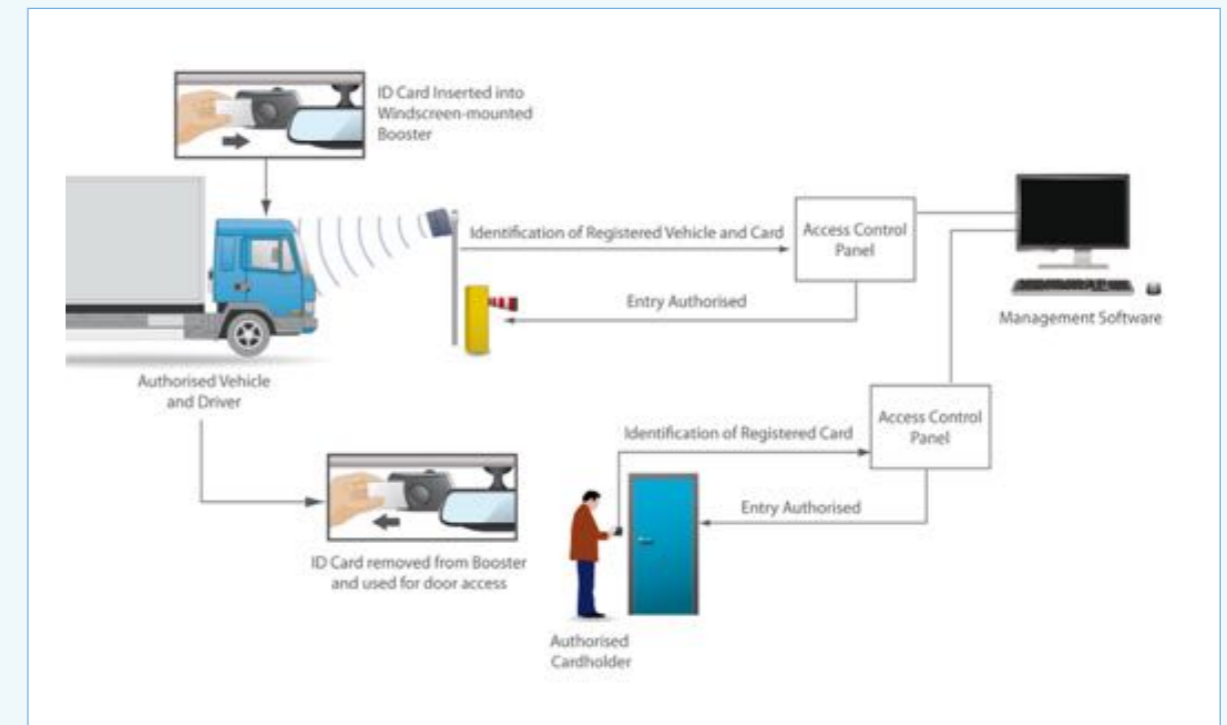 ID Card Inserted into
Windscreen-mounted
Booster
Identification of Registered Vehicle and Card
Access Control
Panel
Entry Authorised
Management Software
Authorised Vehicle
and Driver
Access Control
Panel
Identification of Registered Card
Entry Authorised
ID Card removed from Booster
and used for door access
Authorised
Cardholder